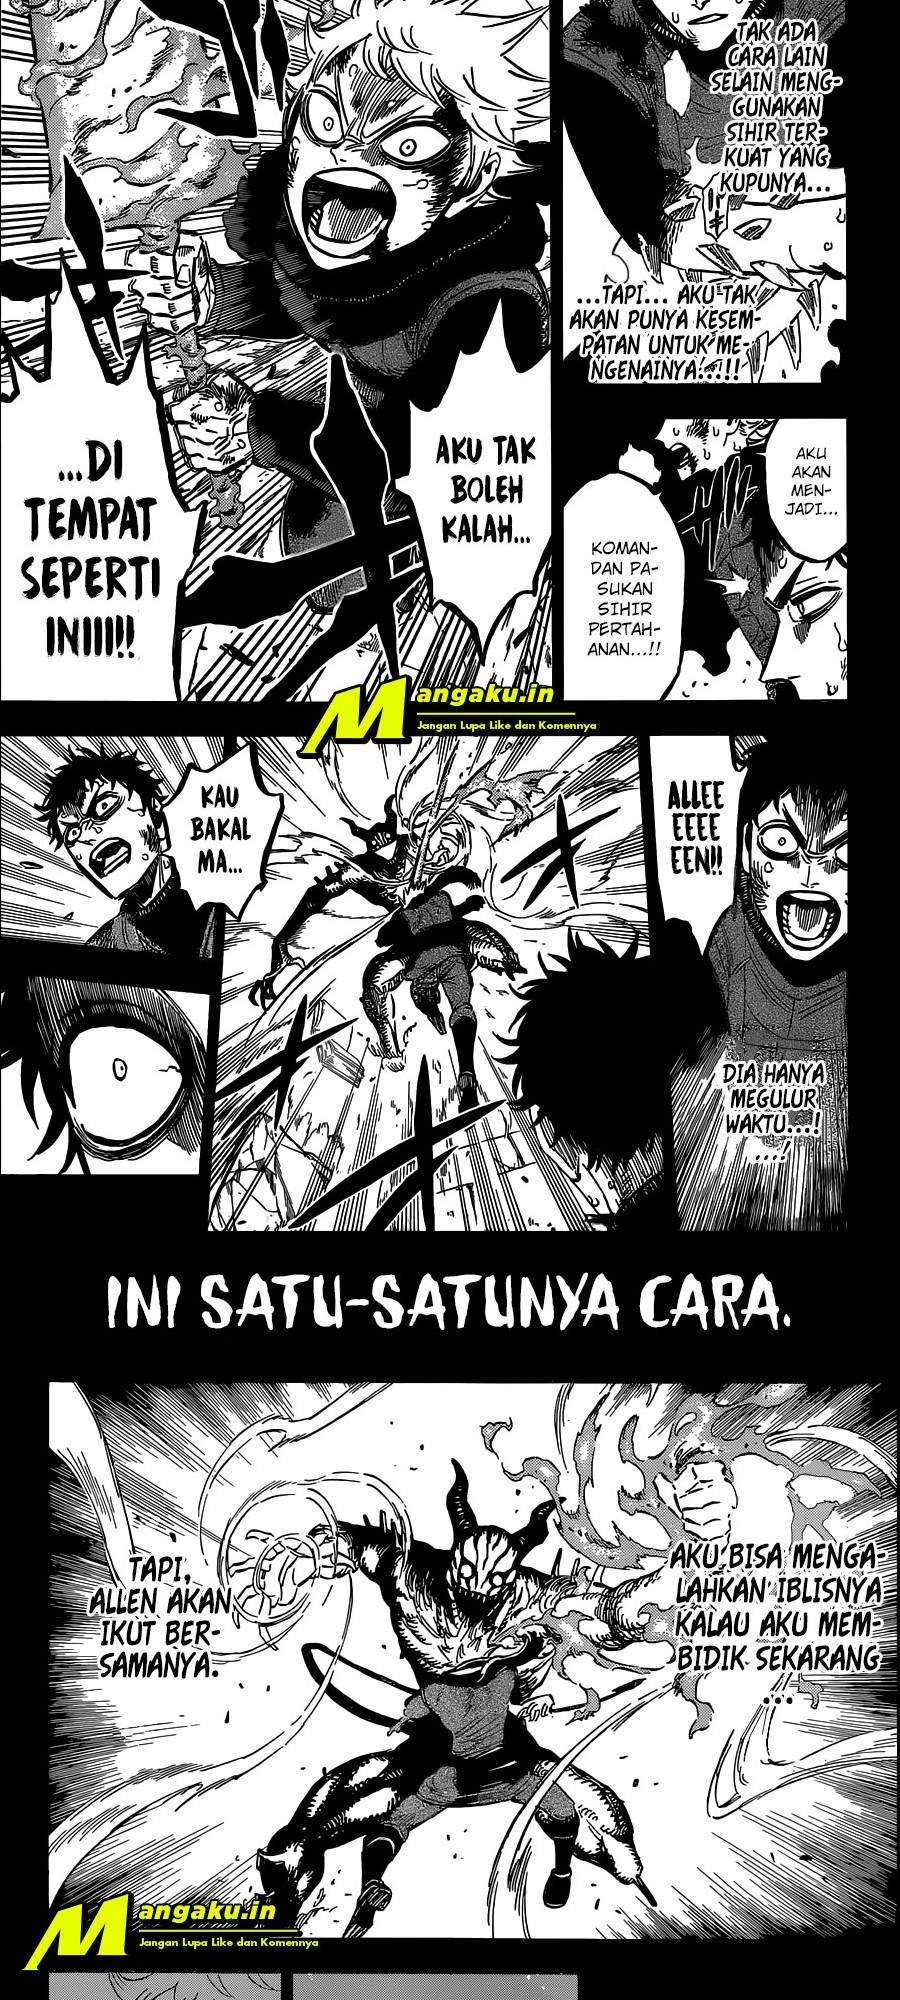 TAK ADA
CARA LAIN
SELAIN MENG-
GUNAKAN
SIHIR TER-
KUAT YANG
KUPUNYA...
...TAPI... AKU TAK
AKAN PUNYA KESEM-
PATAN UNTUK ME-
NGENAINYA...!!!
AKU TAK
BOLEH
KALAH...
...DI
TEMPAT
SEPERTI
INIII!!
AKU
AKAN
MEN-
JADI...
KOMAN-
DAN PA-
SUKAN
SIHIR
PERTAH-
ANAN...!!
Mangaku.in
Jangan Lupa Like dan Komennya
ALLEE
EEEE
EEN!!
DIA HANYA
MEGULUR
WAKTU...!
....!
KAU
BAKAL
MA...
INI SATU-SATUNYA CARA.
AKU BISA MENGA-
LAHKAN IBLISNYA
KALAU AKU MEM-
BIDIK SEKARANG
...
TAPI,
ALLEN AKAN
IKUT BER-
SAMANYA.
Mangaku.in
Jangan Lupa Like dan Komennya